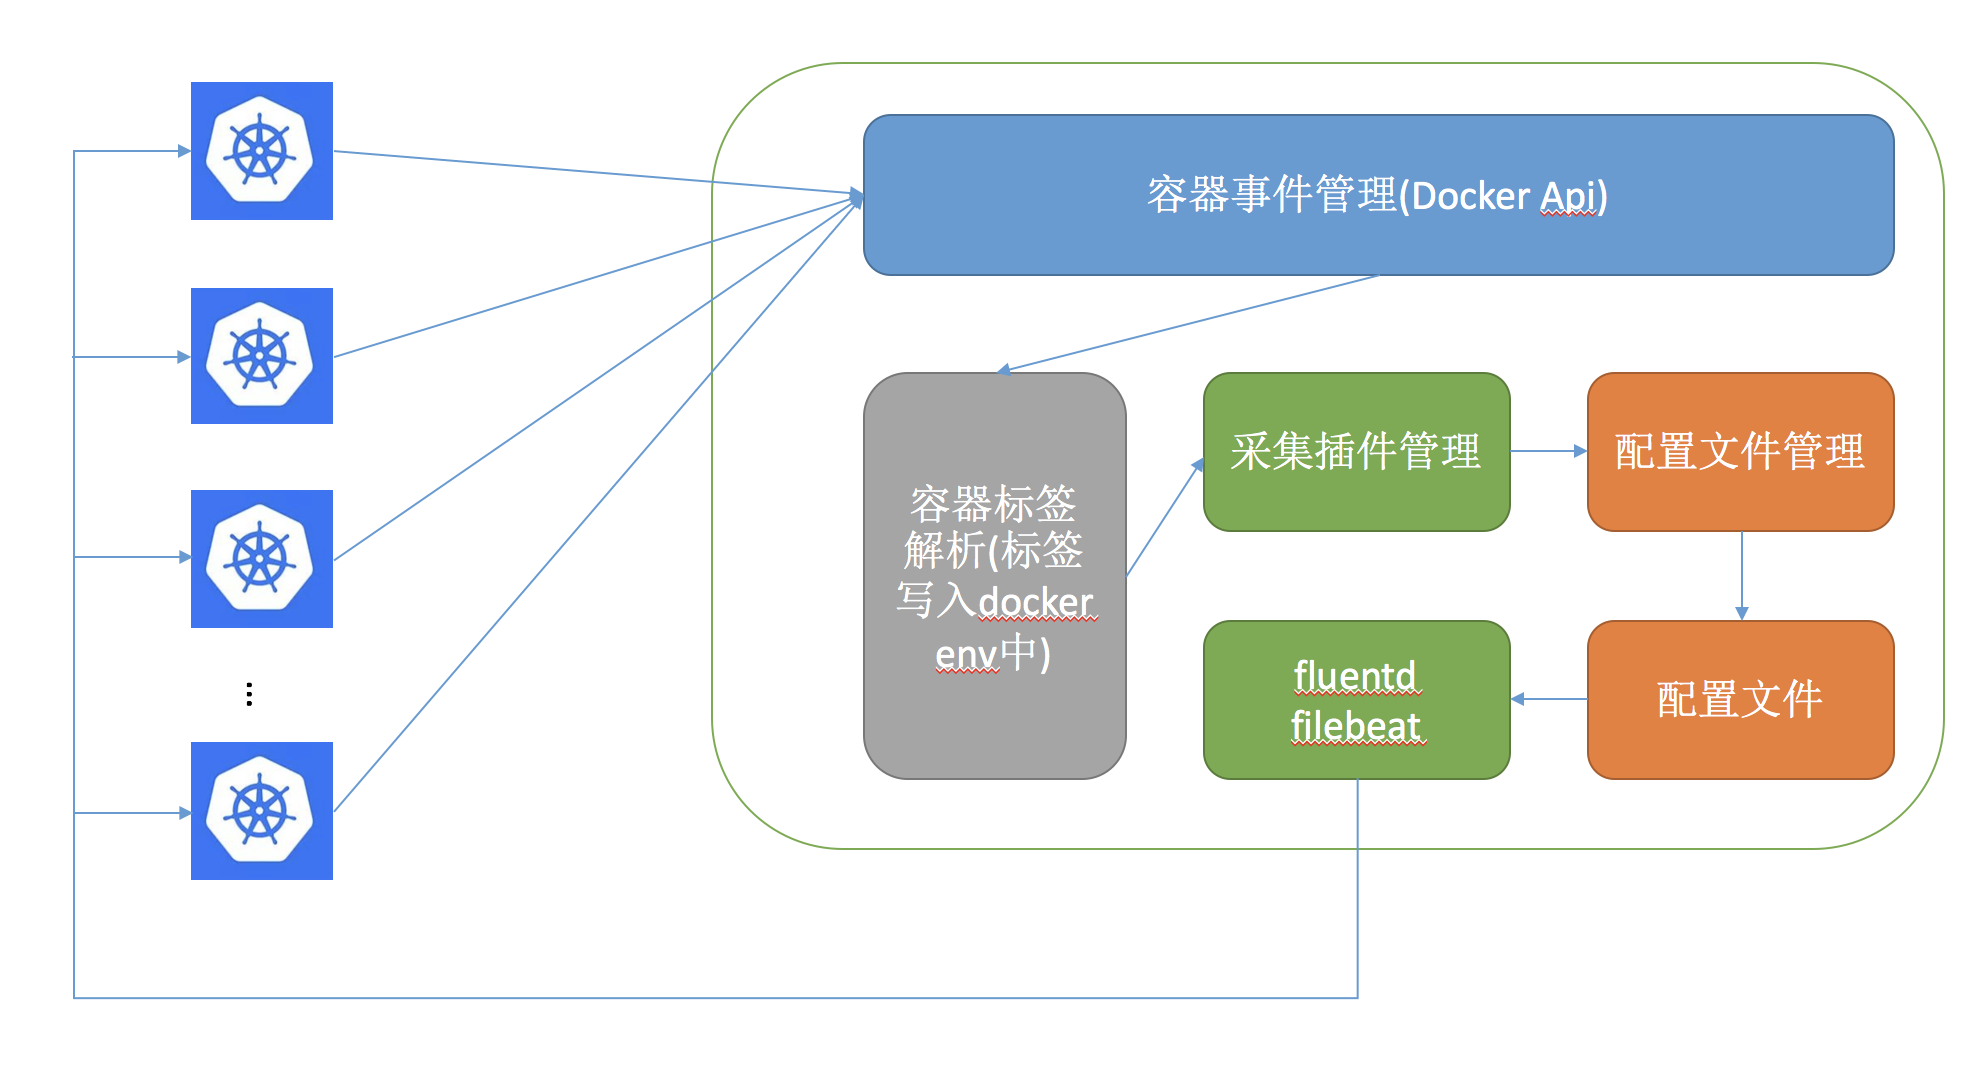 容器事件管理(Docker Api)
容器标签
解析(标签
写入docker
env中)
采集插件管理
配置文件管理
fluentd
filebeat
配置文件